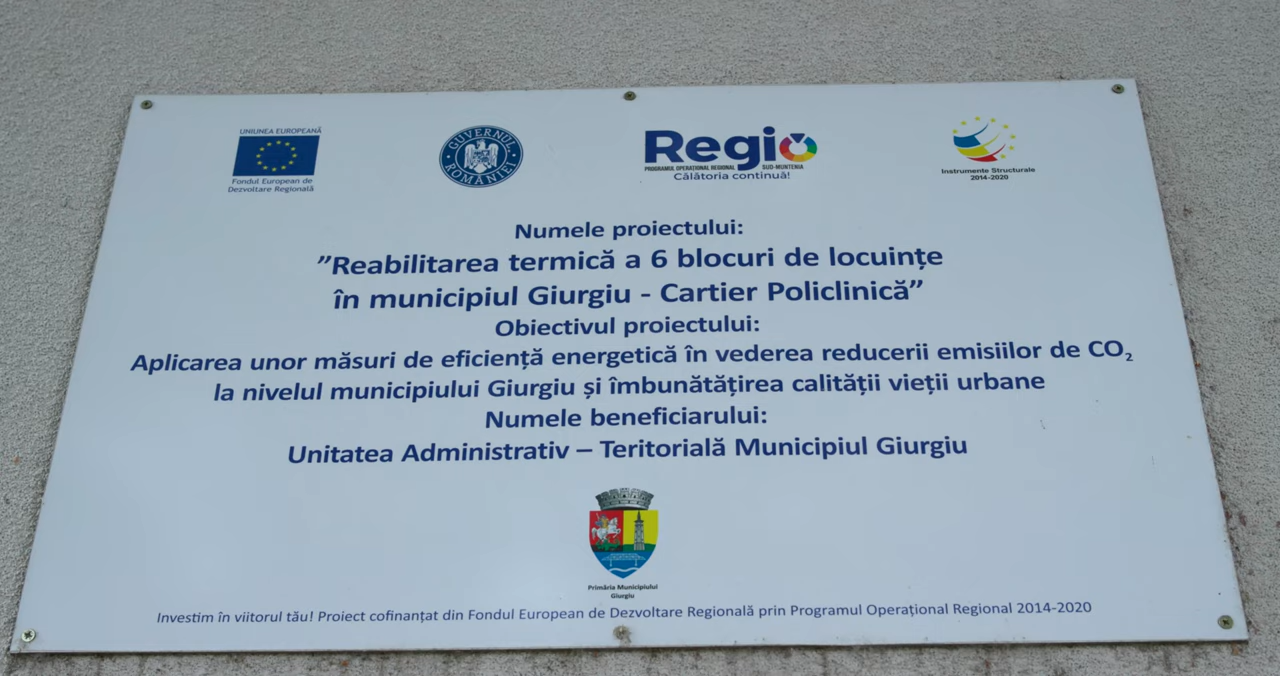 UNIUNEA EUROPEANĂ
Fondul European de
Dezvoltare Regională
GUVERNUL ROMÂNIEI
Regio
PROGRAMUL OPERAȚIONAL REGIONAL SUD-MUNTENIA
Călătoria continuă!
Instrumente Structurale
2014-2020
Numele proiectului:
”Reabilitarea termică a 6 blocuri de locuințe
în municipiul Giurgiu - Cartier Policlinică”
Obiectivul proiectului:
Aplicarea unor măsuri de eficiență energetică în vederea reducerii emisiilor de CO₂
la nivelul municipiului Giurgiu și îmbunătățirea calității vieții urbane
Numele beneficiarului:
Unitatea Administrativ – Teritorială Municipiul Giurgiu
Primăria Municipiului
Giurgiu
Investim în viitorul tău! Proiect cofinanțat din Fondul European de Dezvoltare Regională prin Programul Operațional Regional 2014-2020